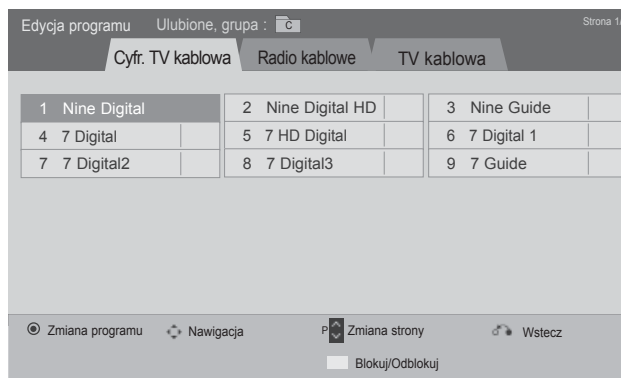 Edycja programu Ulubione, grupa : C Strona 1/
Cyfr. TV kablowa Radio kablowe TV kablowa
1 Nine Digital 2 Nine Digital HD 3 Nine Guide
4 7 Digital 5 7 HD Digital 6 7 Digital 1
7 7 Digital2 8 7 Digital3 9 7 Guide
Zmiana programu Nawigacja P Zmiana strony Wstecz
Blokuj/Odblokuj